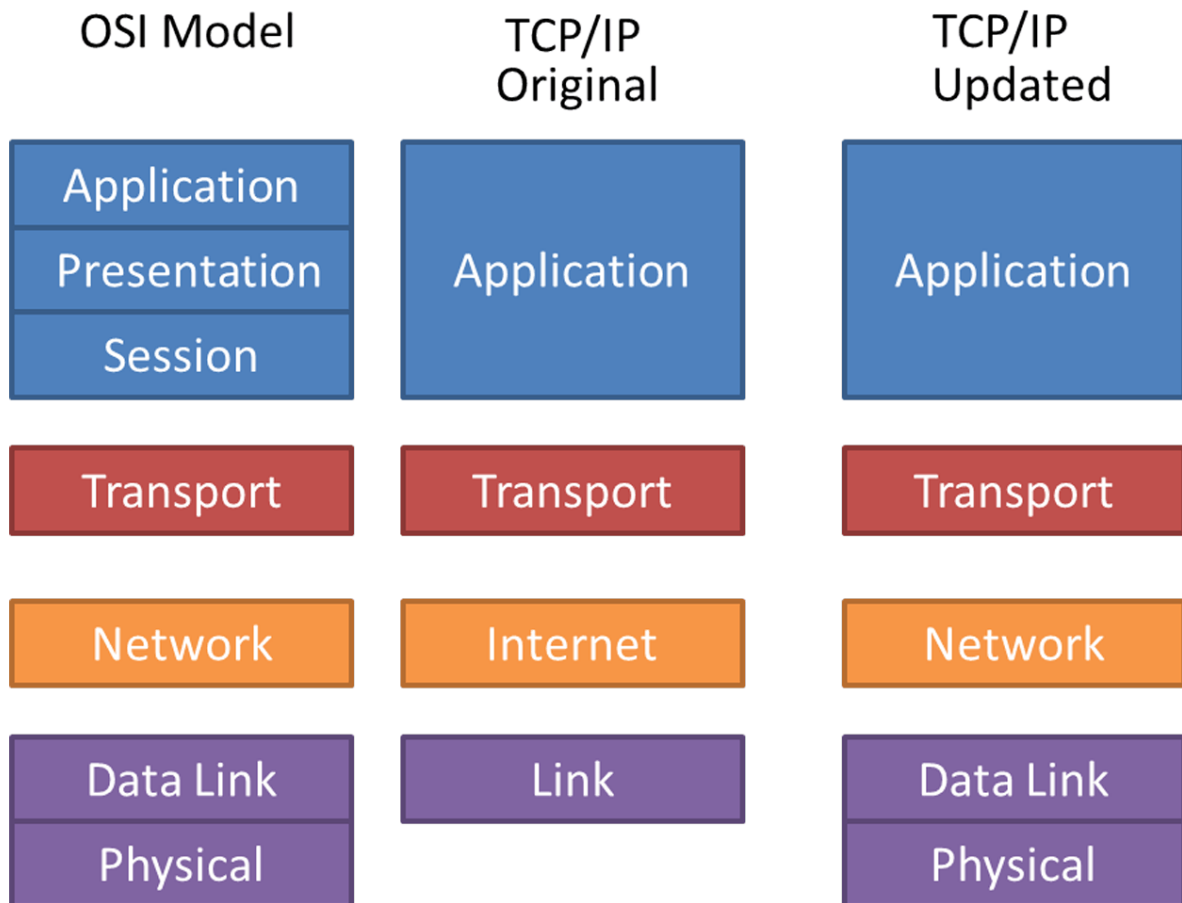 OSI Model
TCP/IP
Original
TCP/IP
Updated
Application
Presentation
Session
Application
Application
Transport
Transport
Transport
Network
Internet
Network
Data Link
Physical
Link
Data Link
Physical